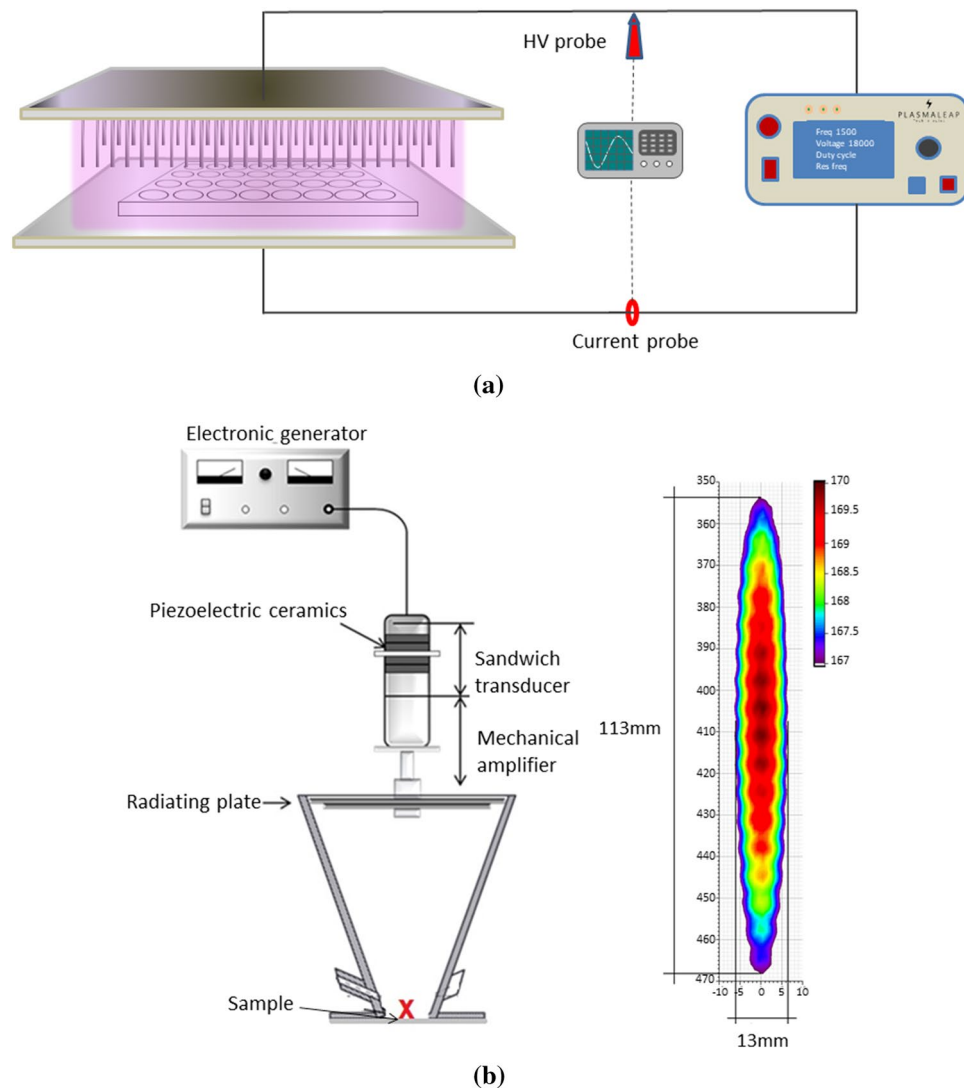 HV probe
PLASMALEAP
Freq 1500
Voltage 18000
Duty cycle
Res freq
Current probe
(a)
Electronic generator
Piezoelectric ceramics
Sandwich
transducer
Mechanical
amplifier
Radiating plate
Sample
X
113mm
350
360
370
380
390
400
410
420
430
440
450
460
470
-10 -5 0 5 10
13mm
170
169.5
169
168.5
168
167.5
167
(b)